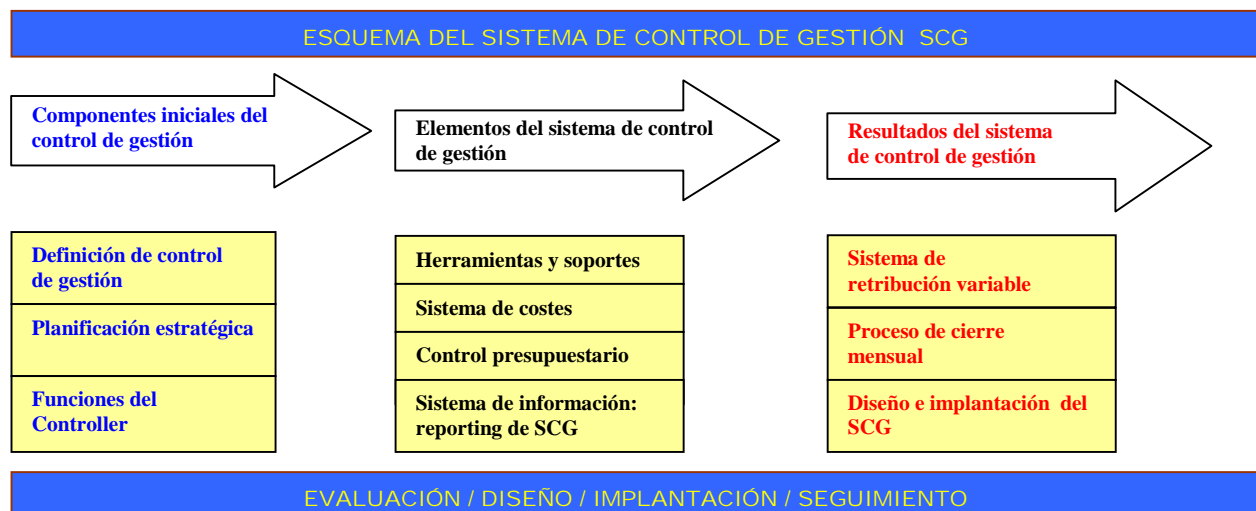 ESQUEMA DEL SISTEMA DE CONTROL DE GESTIÓN SCG
Componentes iniciales del
control de gestión
Elementos del sistema de control
de gestión
Resultados del sistema
de control de gestión
Definición de control
de gestión
Planificación estratégica
Funciones del
Controller
Herramientas y soportes
Sistema de costes
Control presupuestario
Sistema de información:
reporting de SCG
Sistema de
retribución variable
Proceso de cierre
mensual
Diseño e implantación del
SCG
EVALUACIÓN / DISEÑO / IMPLANTACIÓN / SEGUIMIENTO